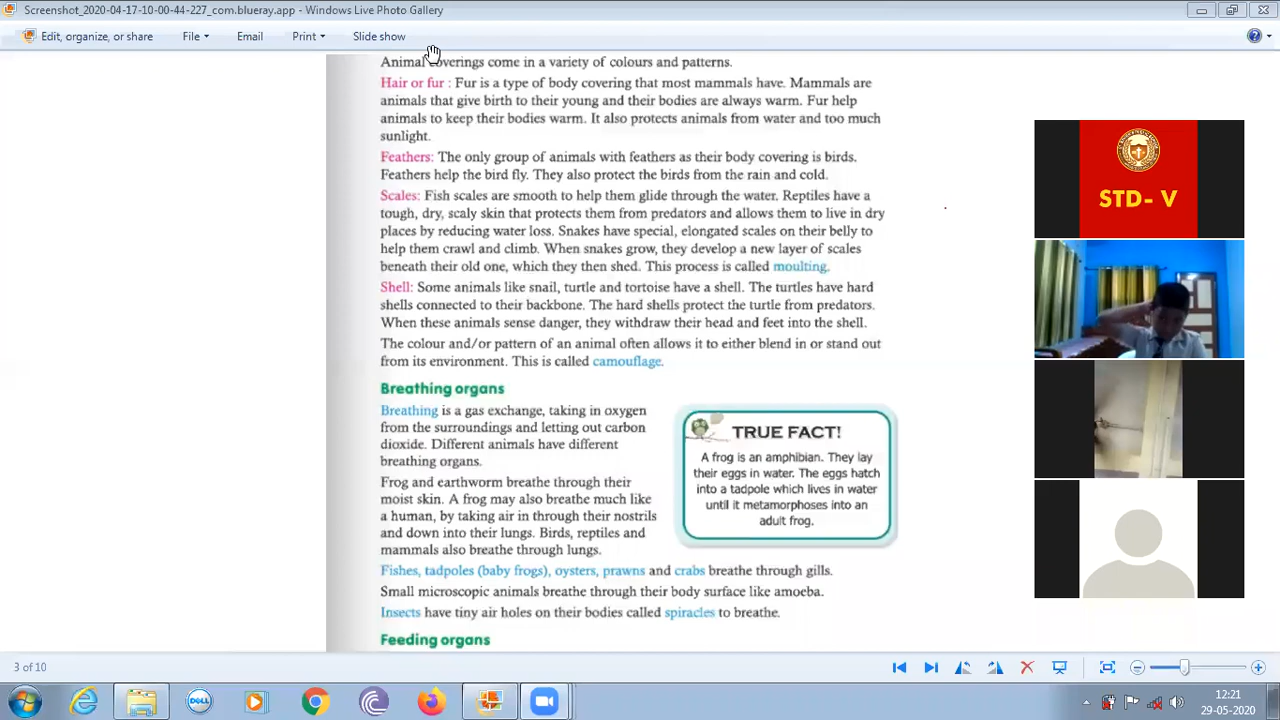 Screenshot_2020-04-17-10-00-44-227_com.blueray.app - Windows Live Photo Gallery
Edit, organize, or share File Email Print Slide show
Animal coverings come in a variety of colours and patterns.
Hair or fur : Fur is a type of body covering that most mammals have. Mammals are
animals that give birth to their young and their bodies are always warm. Fur help
animals to keep their bodies warm. It also protects animals from water and too much
sunlight.
Feathers: The only group of animals with feathers as their body covering is birds.
Feathers help the bird fly. They also protect the birds from the rain and cold.
Scales: Fish scales are smooth to help them glide through the water. Reptiles have a
tough, dry, scaly skin that protects them from predators and allows them to live in dry
places by reducing water loss. Snakes have special, elongated scales on their belly to
help them crawl and climb. When snakes grow, they develop a new layer of scales
beneath their old one, which they then shed. This process is called moulting.
Shell: Some animals like snail, turtle and tortoise have a shell. The turtles have hard
shells connected to their backbone. The hard shells protect the turtle from predators.
When these animals sense danger, they withdraw their head and feet into the shell.
The colour and/or pattern of an animal often allows it to either blend in or stand out
from its environment. This is called camouflage.
Breathing organs
Breathing is a gas exchange, taking in oxygen
from the surroundings and letting out carbon
dioxide. Different animals have different
breathing organs.
Frog and earthworm breathe through their
moist skin. A frog may also breathe much like
a human, by taking air in through their nostrils
and down into their lungs. Birds, reptiles and
mammals also breathe through lungs.
TRUE FACT!
A frog is an amphibian. They lay
their eggs in water. The eggs hatch
into a tadpole which lives in water
until it metamorphoses into an
adult frog.
Fishes, tadpoles (baby frogs), oysters, prawns and crabs breathe through gills.
Small microscopic animals breathe through their body surface like amoeba.
Insects have tiny air holes on their bodies called spiracles to breathe.
Feeding organs
STD- V
3 of 10
DELL
12:21
29-05-2020